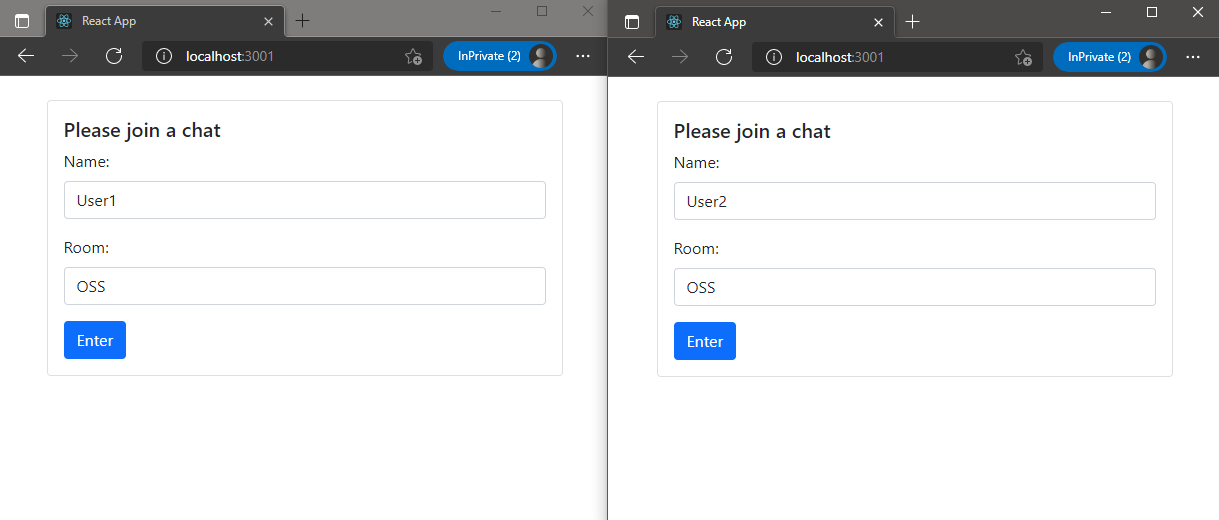 React App
localhost:3001
InPrivate (2)
Please join a chat
Name:
User1
Room:
OSS
Enter
React App
localhost:3001
InPrivate (2)
Please join a chat
Name:
User2
Room:
OSS
Enter